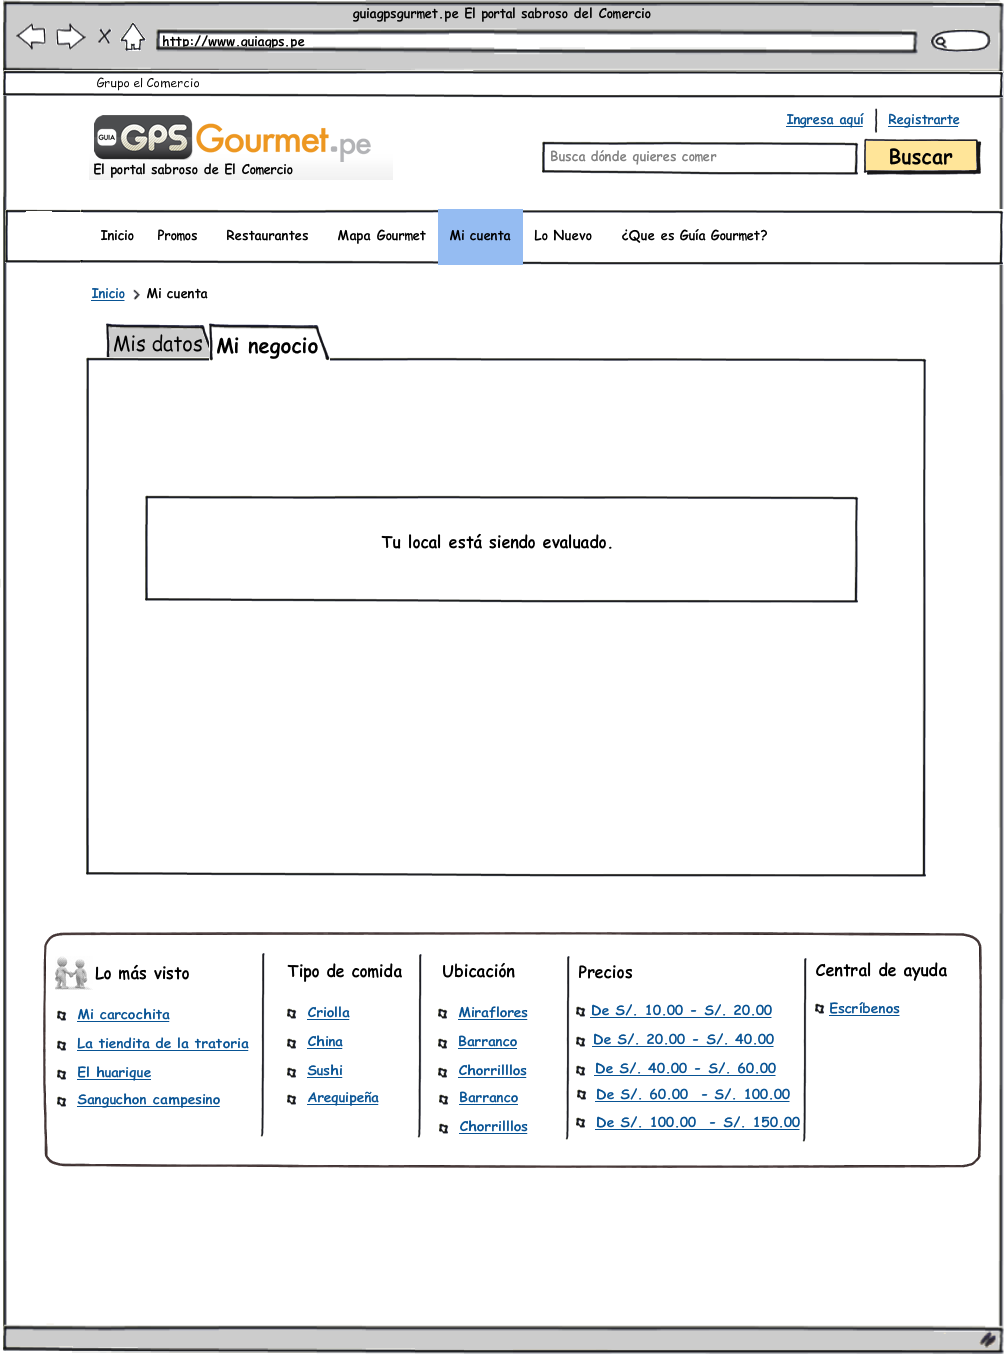 guiagpsgurmet.pe El portal sabroso del Comercio
http://www.guiagps.pe
Grupo el Comercio
Ingresa aquí Registrarte
GUIA GPS Gourmet.pe
El portal sabroso de El Comercio
Busca dónde quieres comer Buscar
Inicio Promos Restaurantes Mapa Gourmet Mi cuenta Lo Nuevo ¿Que es Guía Gourmet?
Inicio > Mi cuenta
Mis datos Mi negocio
Tu local está siendo evaluado.
Lo más visto
Mi carcochita
La tiendita de la tratoria
El huarique
Sanguchon campesino
Tipo de comida
Criolla
China
Sushi
Arequipeña
Ubicación
Miraflores
Barranco
Chorrilllos
Barranco
Chorrilllos
Precios
De S/. 10.00 - S/. 20.00
De S/. 20.00 - S/. 40.00
De S/. 40.00 - S/. 60.00
De S/. 60.00 - S/. 100.00
De S/. 100.00 - S/. 150.00
Central de ayuda
Escríbenos